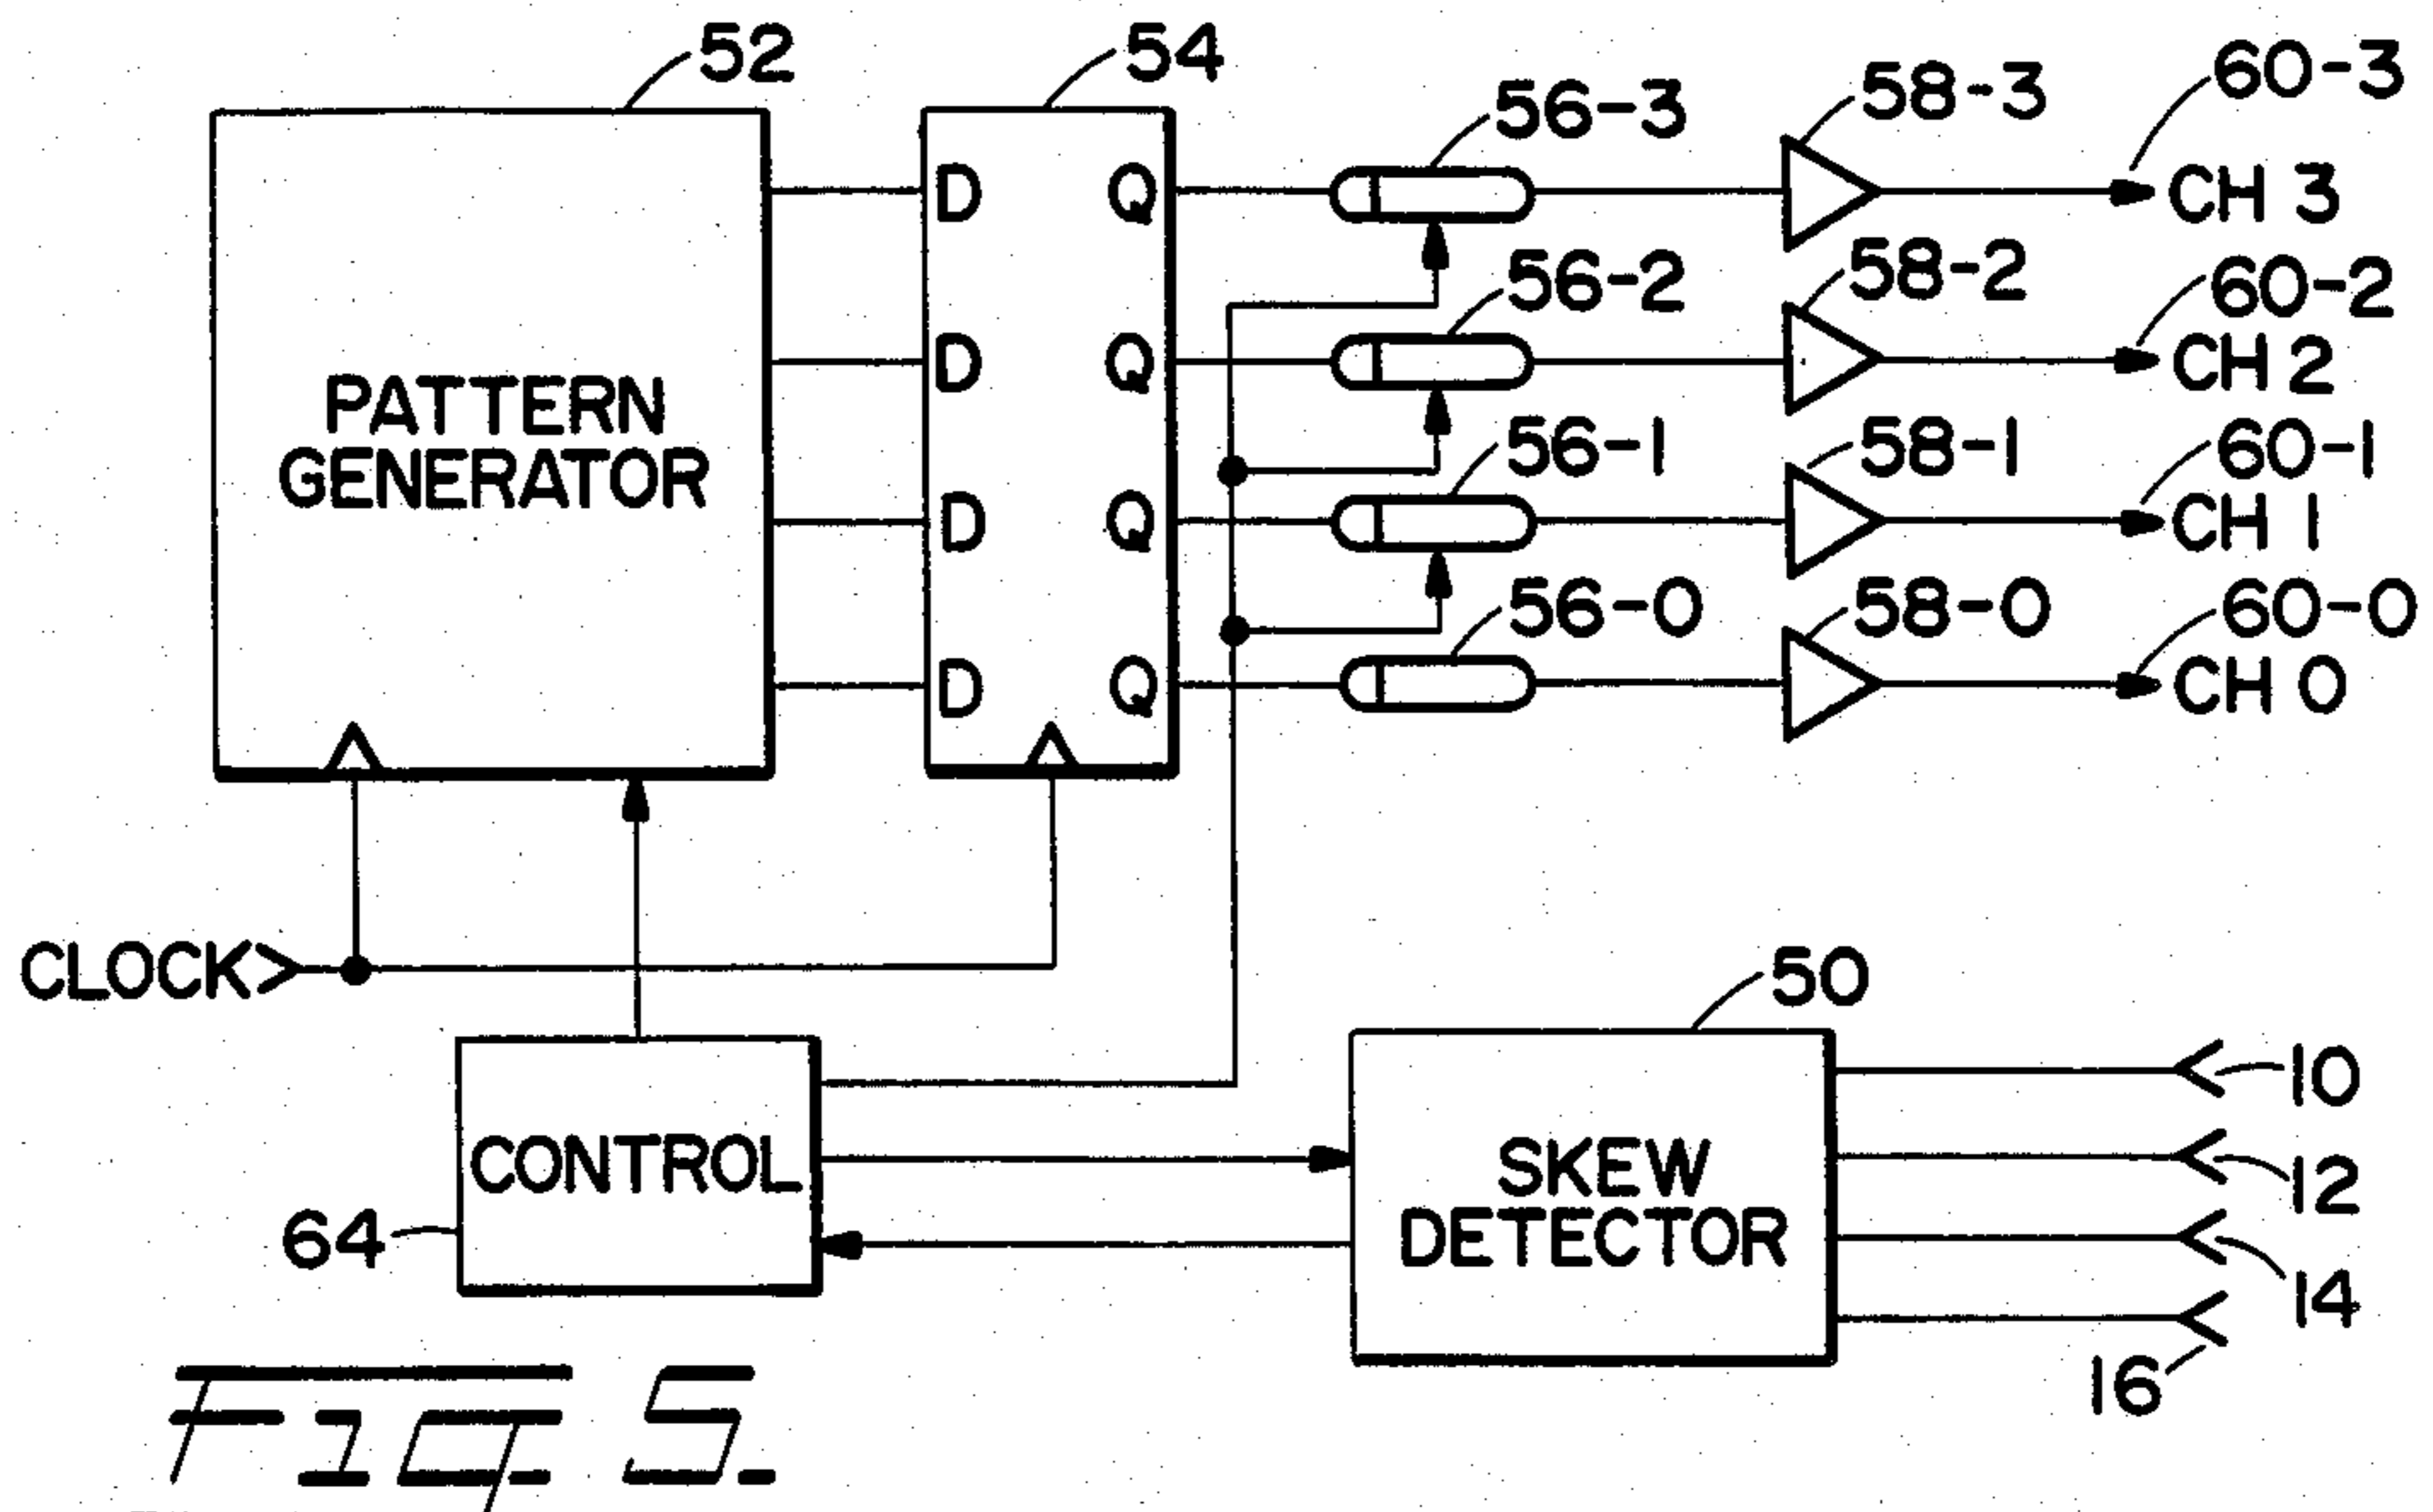 52
54
56-3
58-3
60-3
D
Q
CH 3
56-2
58-2
60-2
D
Q
CH 2
PATTERN
GENERATOR
56-1
58-1
60-1
D
Q
CH 1
56-0
58-0
60-0
D
Q
CH 0
CLOCK
50
10
CONTROL
SKEW
DETECTOR
12
64
14
16
Fig. 5.